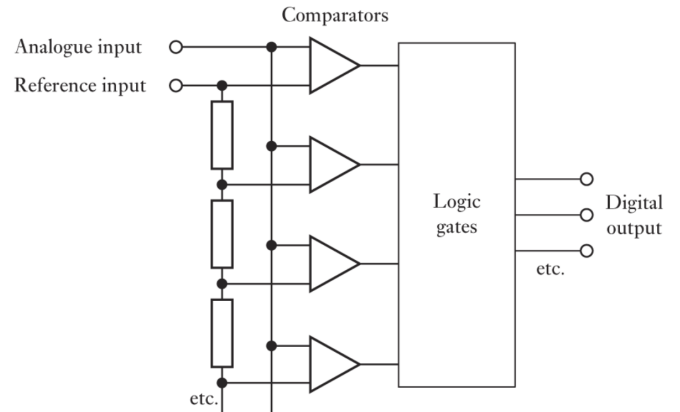 Comparators
Analogue input
Reference input
Logic
gates
Digital
output
etc.
etc.